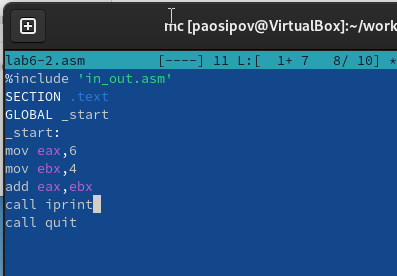 mc [paosipov@VirtualBox]:~/work
lab6-2.asm [----] 11 L:[ 1+ 7 8/ 10] *
%include 'in_out.asm'
SECTION .text
GLOBAL _start
_start:
mov eax,6
mov ebx,4
add eax,ebx
call iprint
call quit